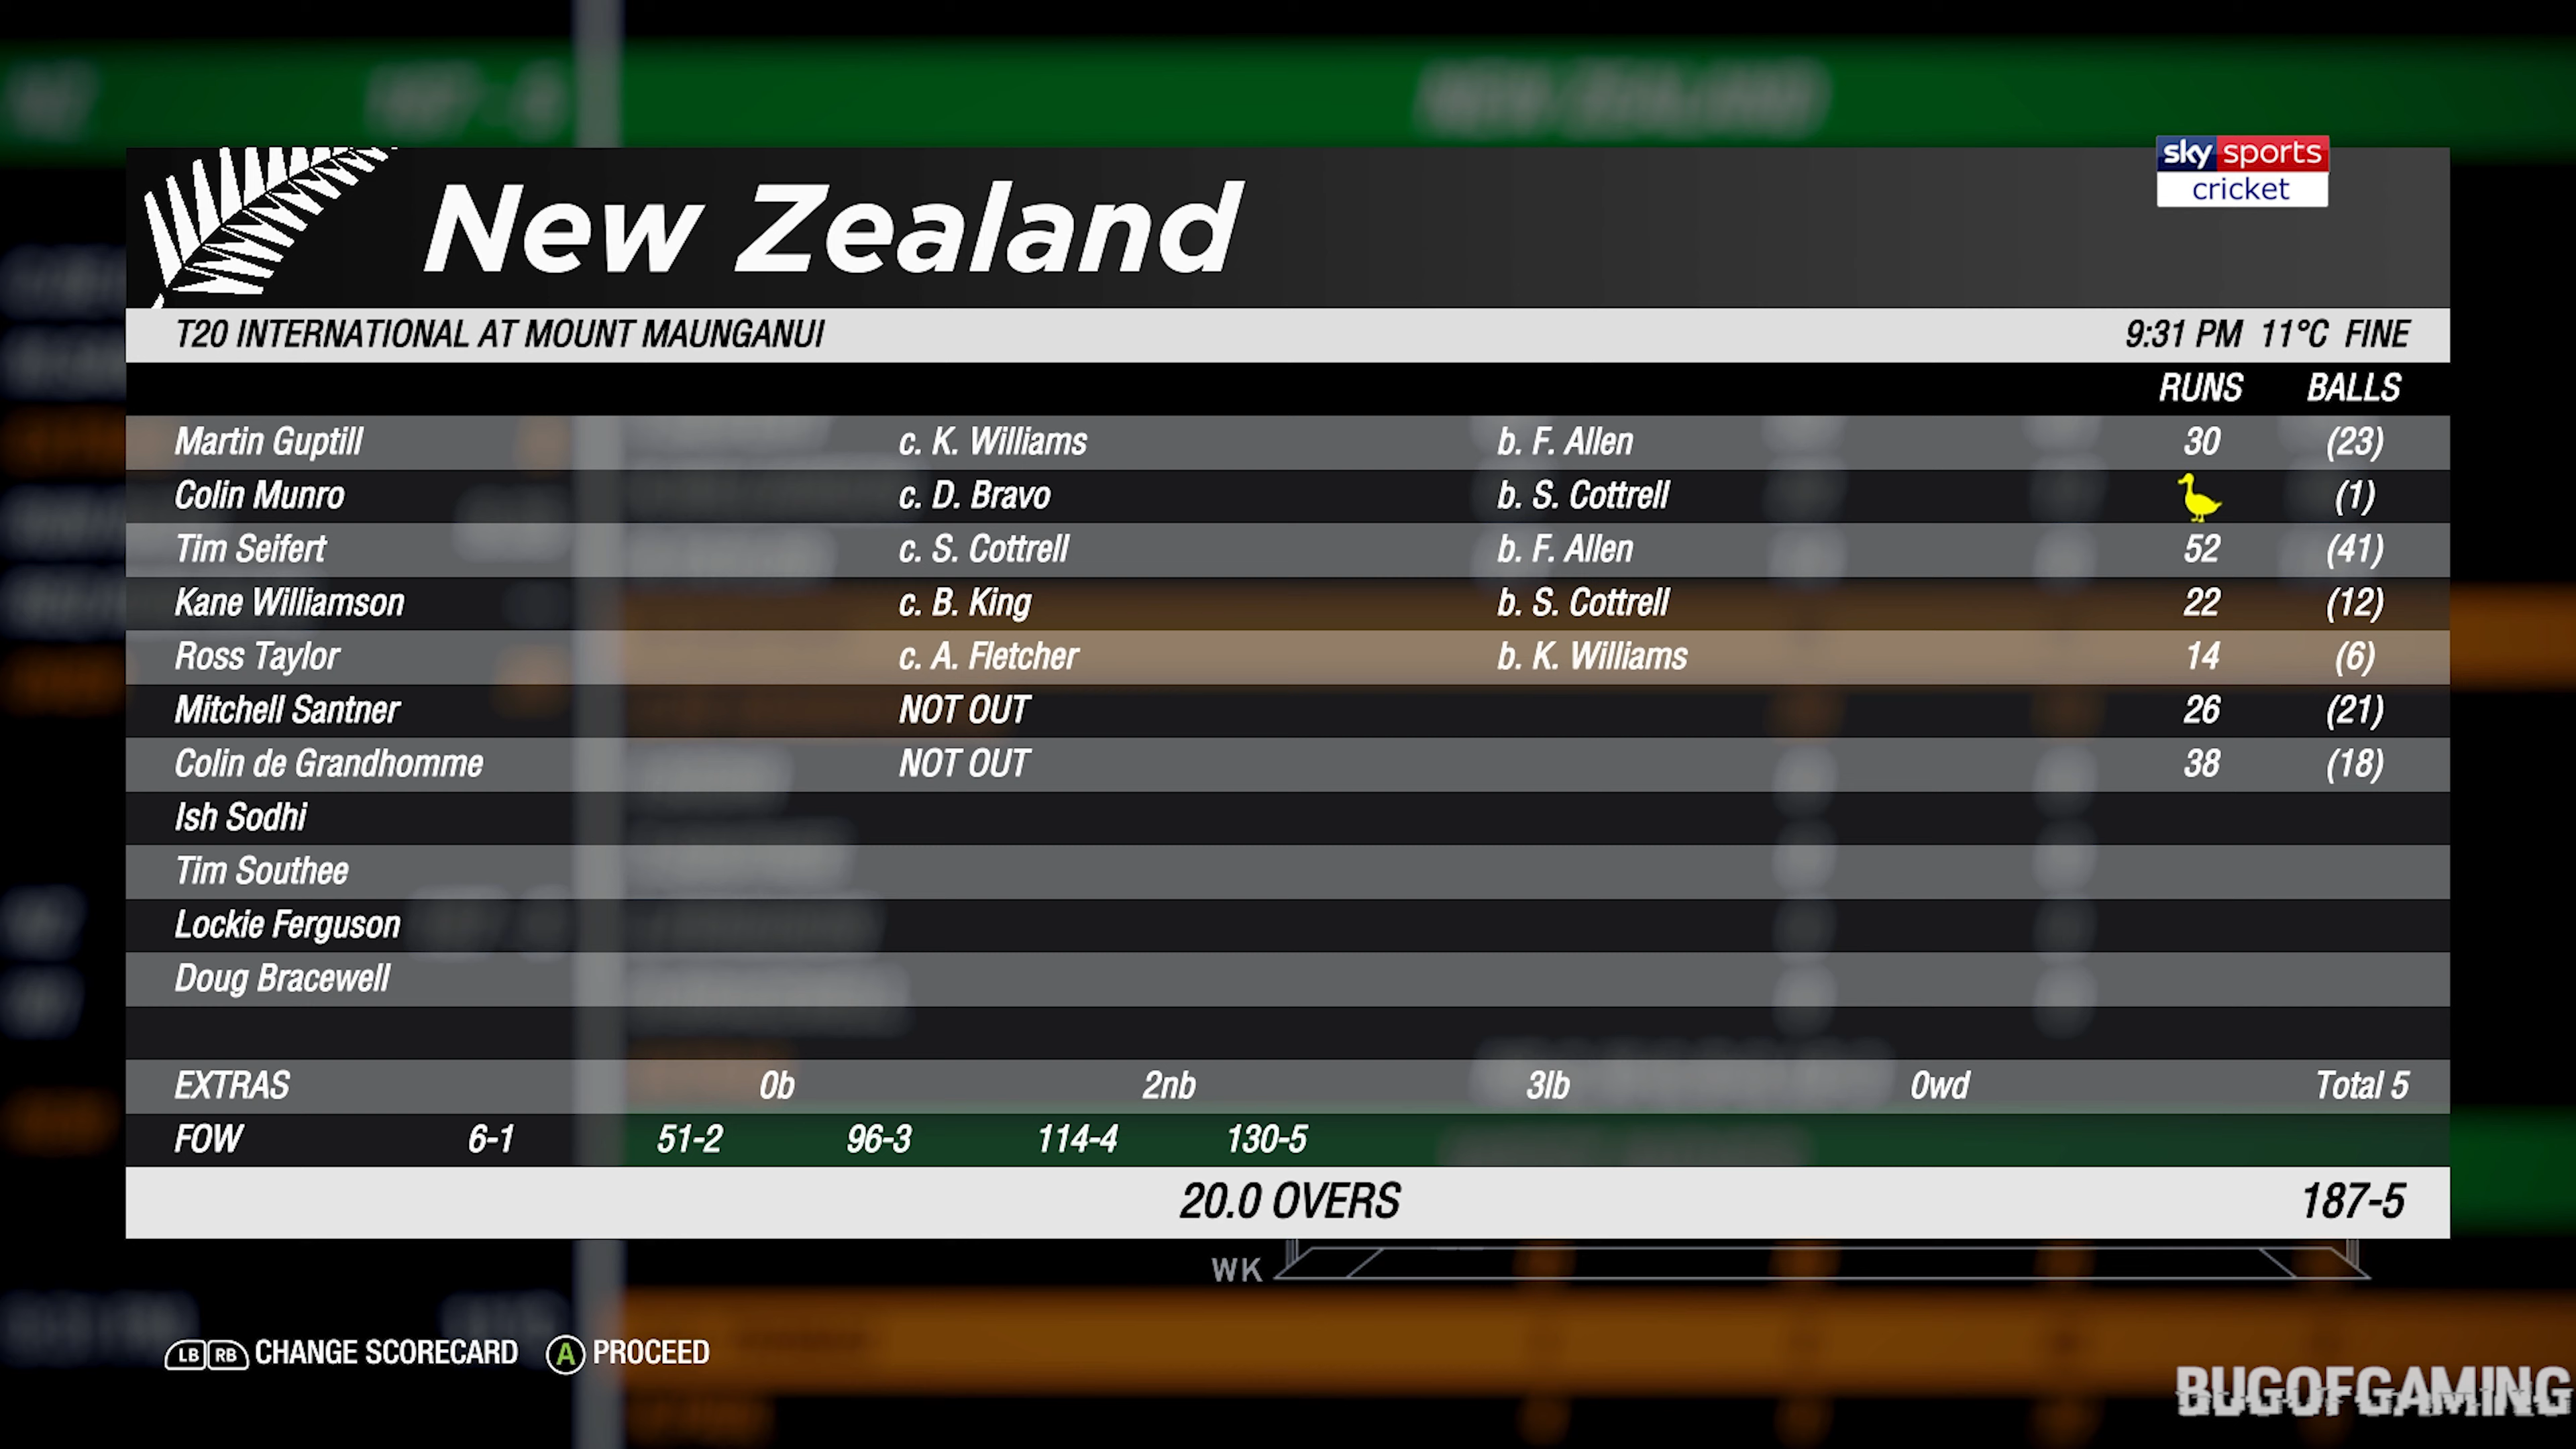 New Zealand
sky sports
cricket
T20 INTERNATIONAL AT MOUNT MAUNGANUI 9:31 PM 11°C FINE
RUNS BALLS
Martin Guptill c. K. Williams b. F. Allen 30 (23)
Colin Munro c. D. Bravo b. S. Cottrell (1)
Tim Seifert c. S. Cottrell b. F. Allen 52 (41)
Kane Williamson c. B. King b. S. Cottrell 22 (12)
Ross Taylor c. A. Fletcher b. K. Williams 14 (6)
Mitchell Santner NOT OUT 26 (21)
Colin de Grandhomme NOT OUT 38 (18)
Ish Sodhi
Tim Southee
Lockie Ferguson
Doug Bracewell
EXTRAS 0b 2nb 3lb 0wd Total 5
FOW 6-1 51-2 96-3 114-4 130-5
20.0 OVERS 187-5
WK
LB RB CHANGE SCORECARD A PROCEED
BUGOFGAMING